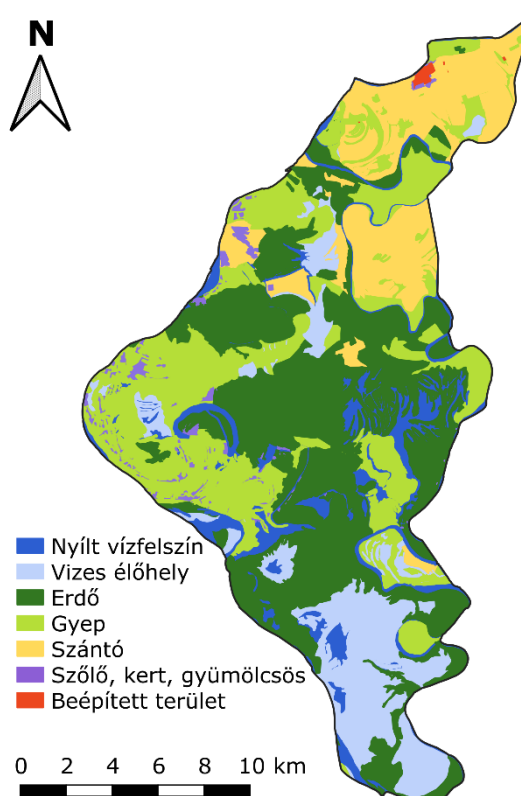 N
Nyílt vízfelszín
Vizes élőhely
Erdő
Gyep
Szántó
Szőlő, kert, gyümölcsös
Beépített terület
0 2 4 6 8 10 km